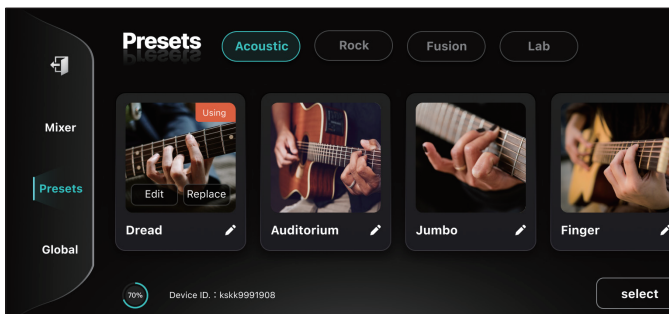 Presets
Acoustic
Rock
Fusion
Lab
Mixer
Presets
Global
Using
Edit
Replace
Dread
Auditorium
Jumbo
Finger
70%
Device ID.：kskk9991908
select